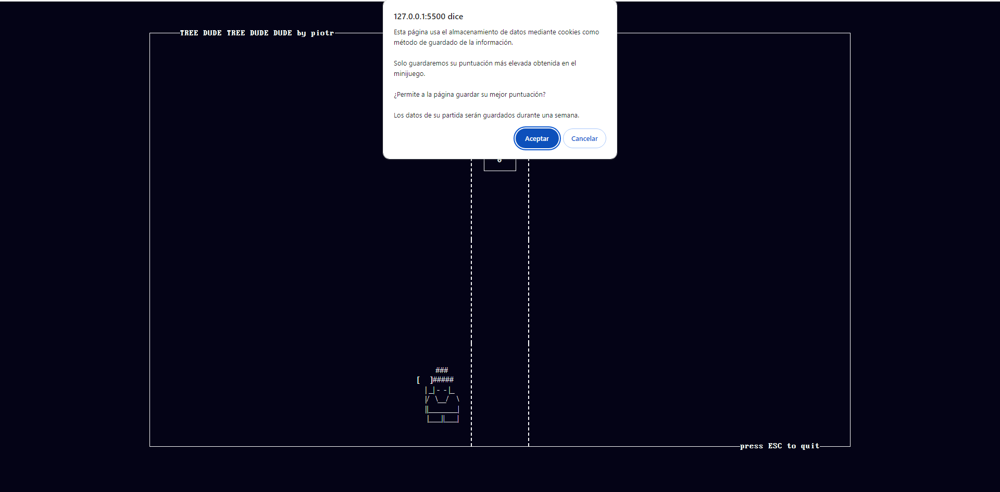 127.0.0.1:5500 dice
Esta página usa el almacenamiento de datos mediante cookies como
método de guardado de la información.
Solo guardaremos su puntuación más elevada obtenida en el
minijuego.
¿Permite a la página guardar su mejor puntuación?
Los datos de su partida serán guardados durante una semana.
Aceptar Cancelar
TREE DUDE TREE DUDE DUDE by piotr
###
[ ]#####
|_|- -|_
|/ \__/ \
||_______|
|___||___|
press ESC to quit